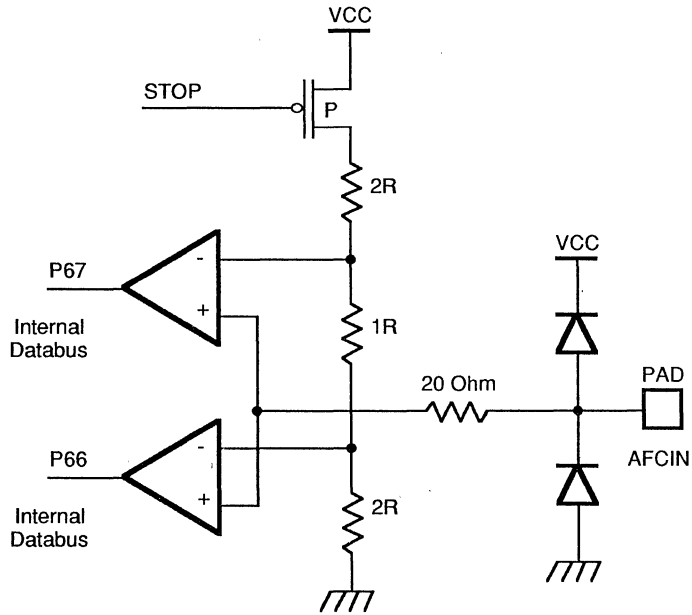 VCC
STOP
P
2R
P67
-
+
Internal
Databus
1R
VCC
20 Ohm
PAD
AFCIN
P66
-
+
Internal
Databus
2R